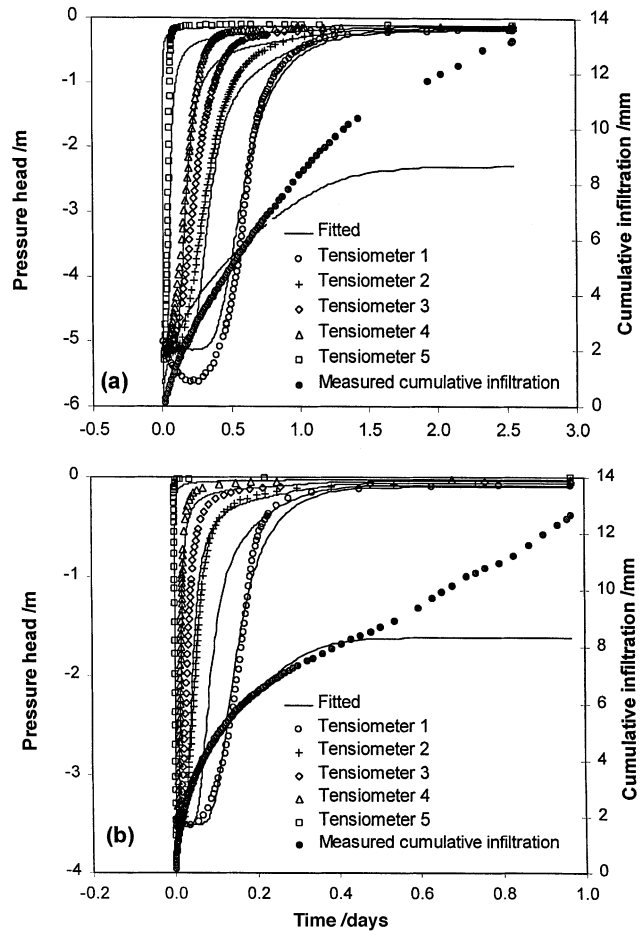 0
14
-1
12
-2
10
-3
8
-4
6
-5
4
-6
2
0
Pressure head /m
Cumulative infiltration /mm
Fitted
Tensiometer 1
Tensiometer 2
Tensiometer 3
Tensiometer 4
Tensiometer 5
Measured cumulative infiltration
(a)
-0.5 0.0 0.5 1.0 1.5 2.0 2.5 3.0
0
14
12
-1
10
8
-2
6
-3
4
2
-4
0
Pressure head /m
Cumulative infiltration /mm
Fitted
Tensiometer 1
Tensiometer 2
Tensiometer 3
Tensiometer 4
Tensiometer 5
Measured cumulative infiltration
(b)
-0.2 0.0 0.2 0.4 0.6 0.8 1.0
Time /days